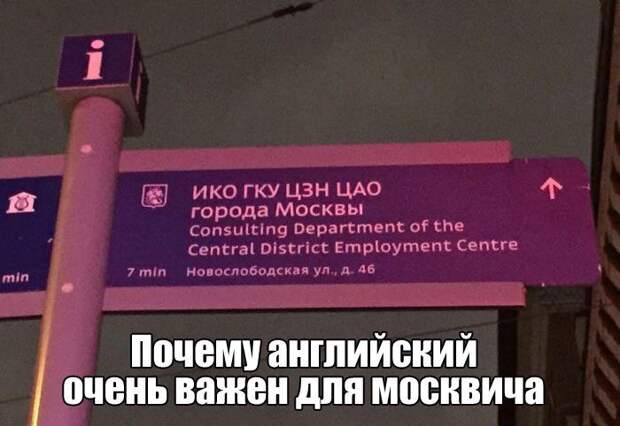 i
ИКО ГКУ ЦЗН ЦАО
города Москвы
Consulting Department of the
Central District Employment Centre
min
7 min Новослободская ул., д. 46
Почему английский
очень важен для москвича